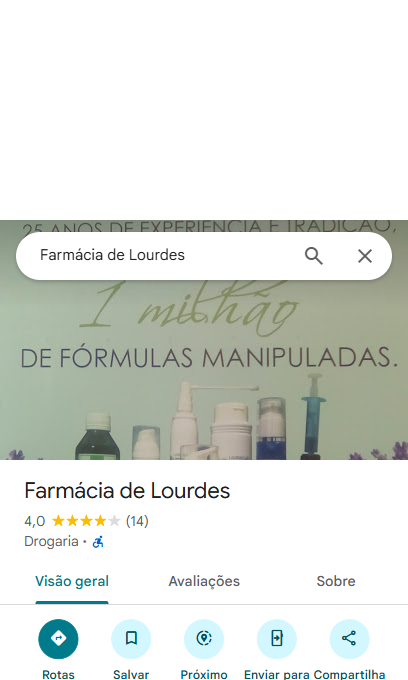 25 ANOS DE EXPERIÊNCIA E TRADIÇÃO,
Farmácia de Lourdes
1 milhão
DE FÓRMULAS MANIPULADAS.
Farmácia de Lourdes
4,0 (14)
Drogaria ·
Visão geral Avaliações Sobre
Rotas Salvar Próximo Enviar para Compartilha